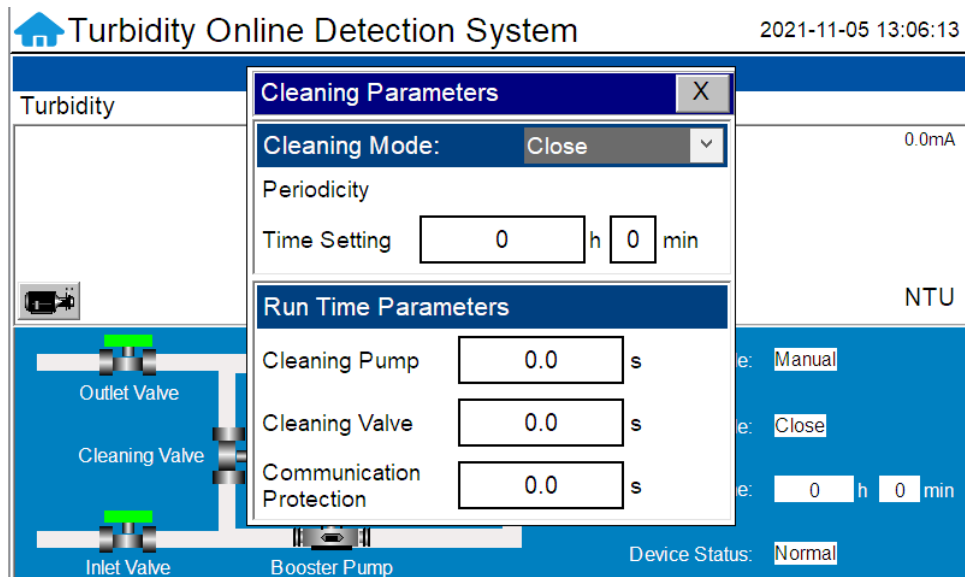 Turbidity Online Detection System 2021-11-05 13:06:13
Cleaning Parameters X
Turbidity
Cleaning Mode: Close
0.0mA
Periodicity
Time Setting 0 h 0 min
NTU
Run Time Parameters
Cleaning Pump 0.0 s
Manual
Outlet Valve
Cleaning Valve 0.0 s
Close
Cleaning Valve
Communication
Protection 0.0 s
0 h 0 min
Device Status: Normal
Inlet Valve
Booster Pump